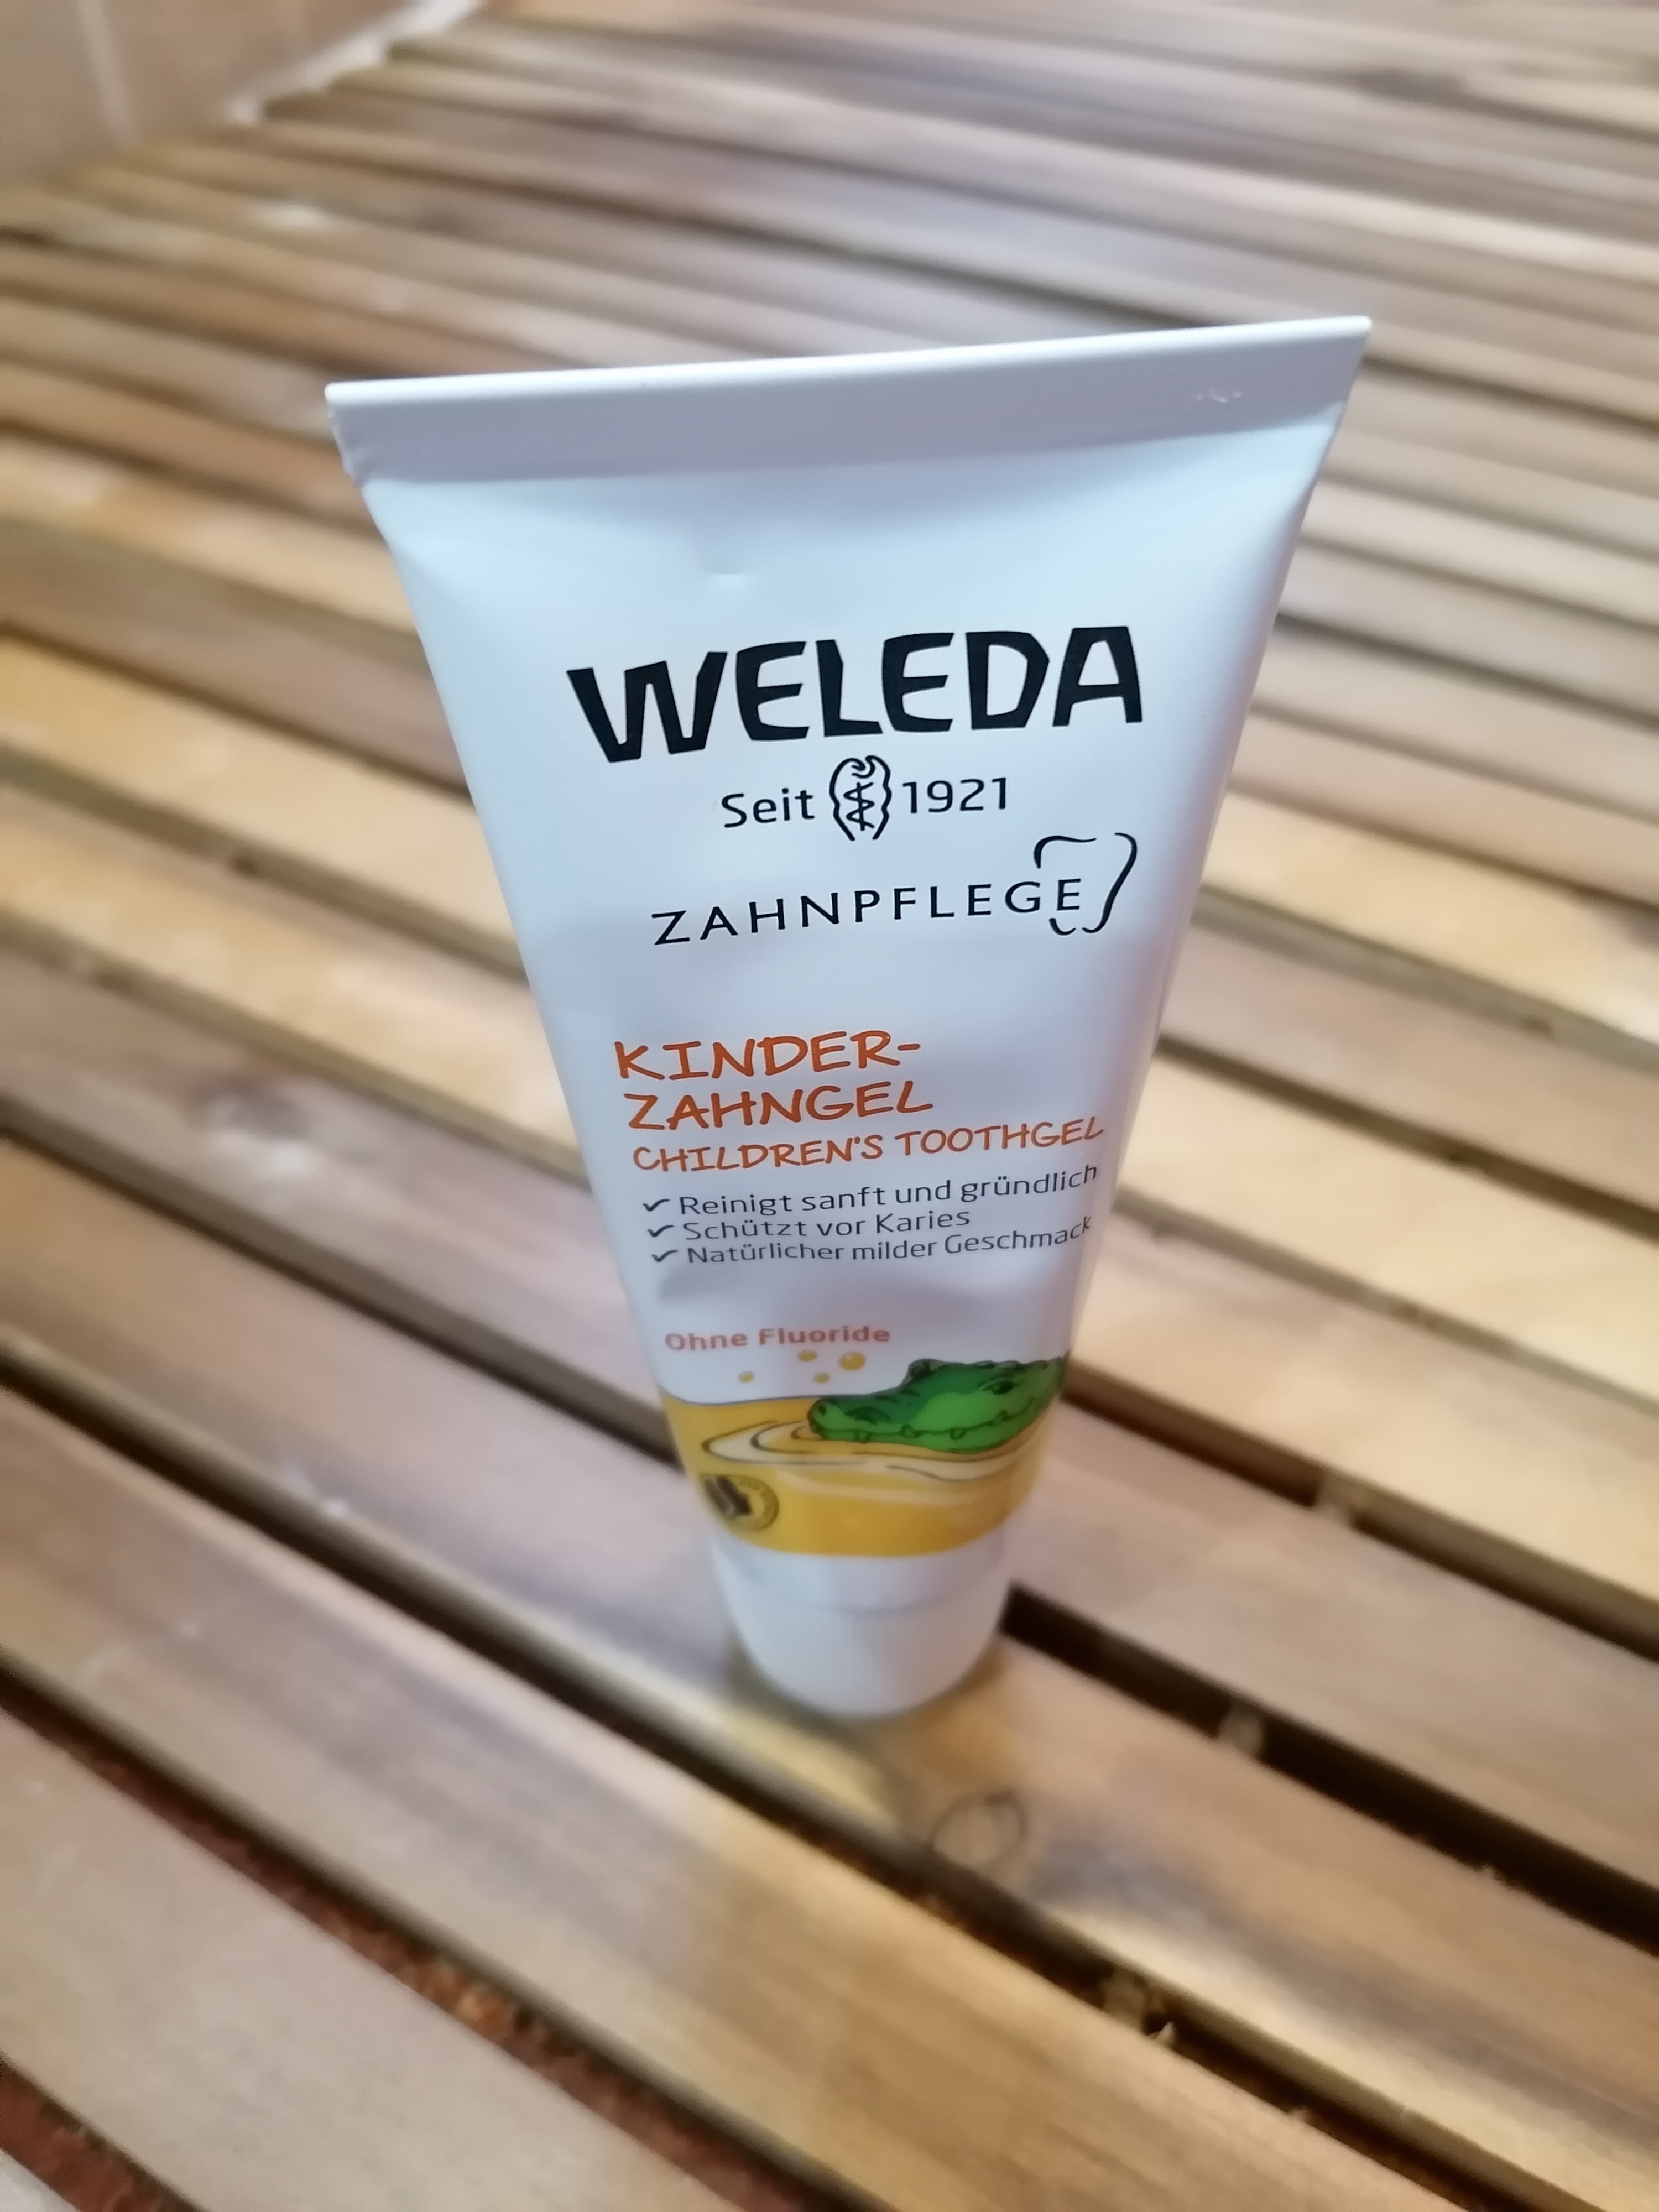 WELEDA
Seit 1921
ZAHNPFLEGE
KINDER-
ZAHNGEL
CHILDREN'S TOOTHGEL
Reinigt sanft und gründlich
Schützt vor Karies
Natürlicher milder Geschmack
Ohne Fluoride